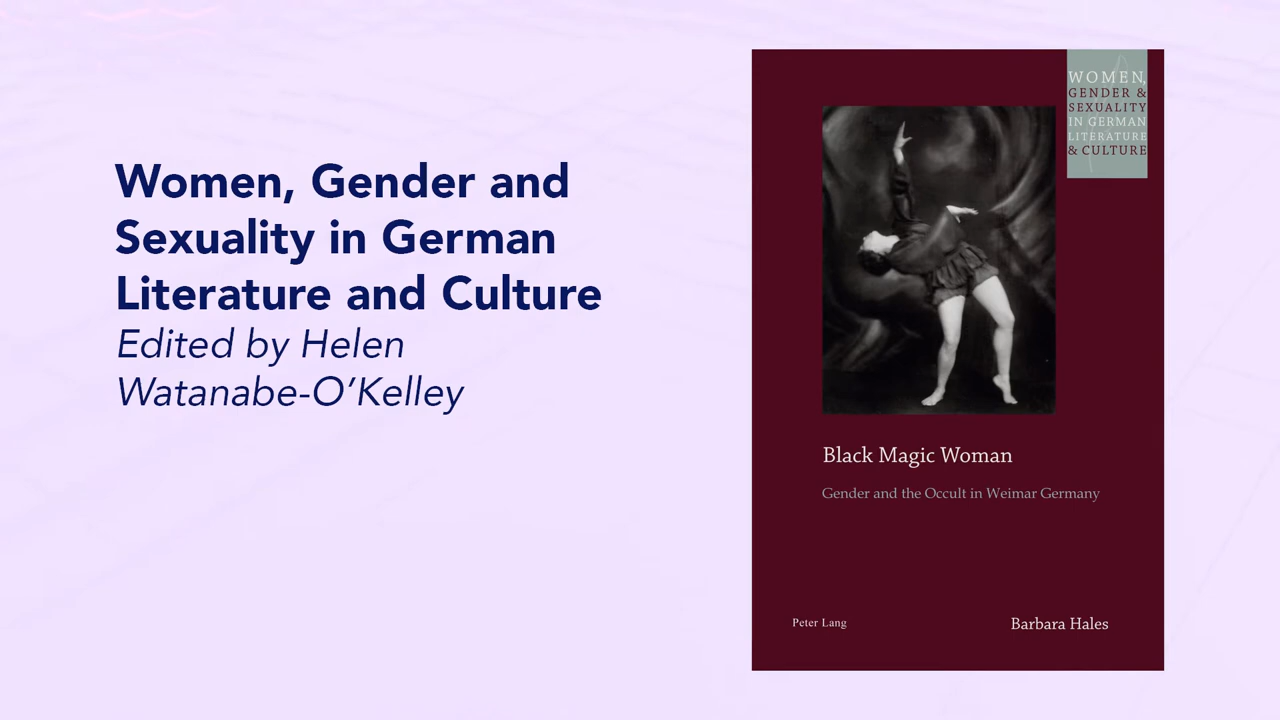 Women, Gender and
Sexuality in German
Literature and Culture
Edited by Helen
Watanabe-O’Kelley
WOMEN,
GENDER &
SEXUALITY
IN GERMAN
LITERATURE
& CULTURE
Black Magic Woman
Gender and the Occult in Weimar Germany
Peter Lang
Barbara Hales